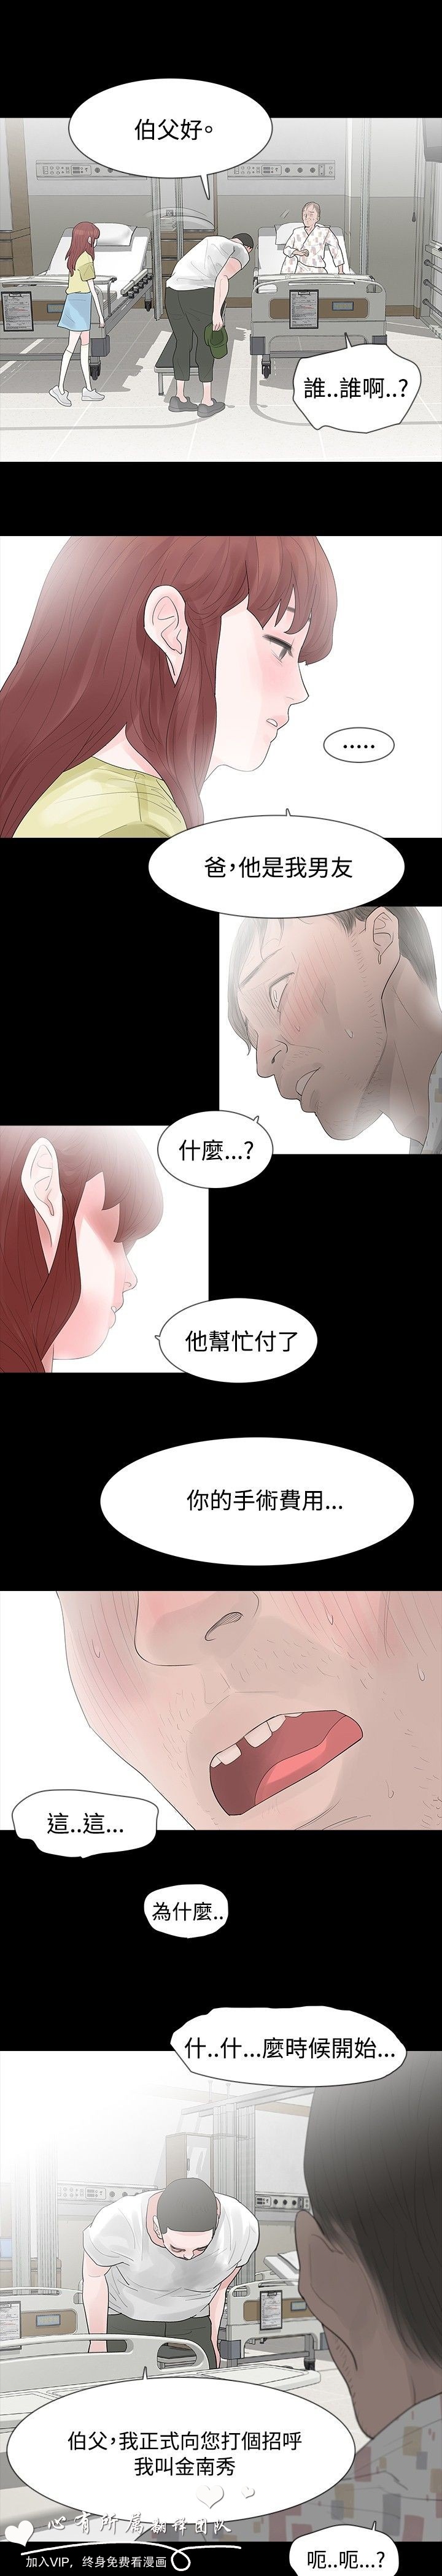 伯父好。
誰..誰啊..?
.....
爸，他是我男友
什麼...?
他幫忙付了
你的手術費用...
這..這...
為什麼..
什..什...麼時候開始...
伯父，我正式向您打個招呼
我叫金南秀
心有所属翻译团队
加入VIP，终身免费看漫画
呃..呃...?